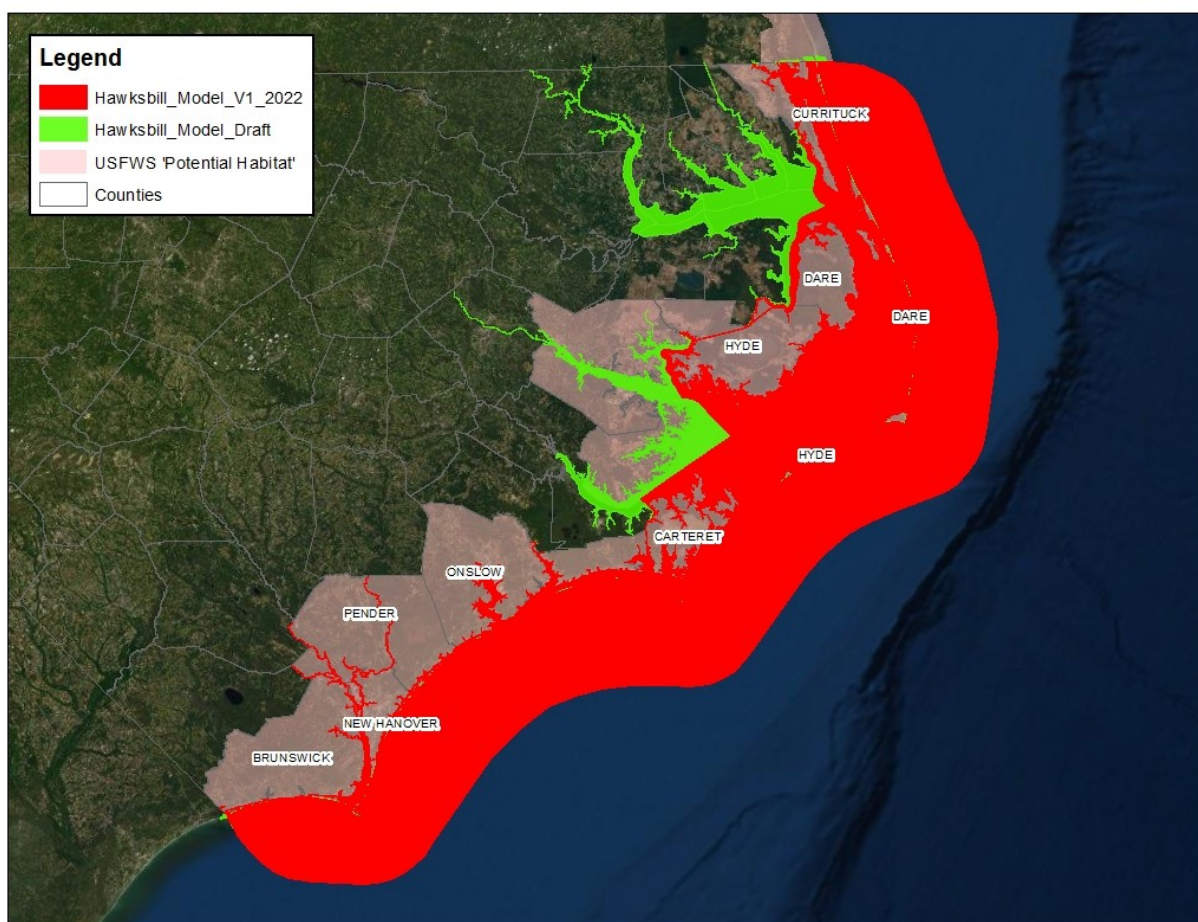 Legend
Hawksbill_Model_V1_2022
Hawksbill_Model_Draft
USFWS 'Potential Habitat'
Counties
CURRITUCK
DARE
DARE
HYDE
HYDE
CARTERET
ONSLOW
PENDER
NEW HANOVER
BRUNSWICK